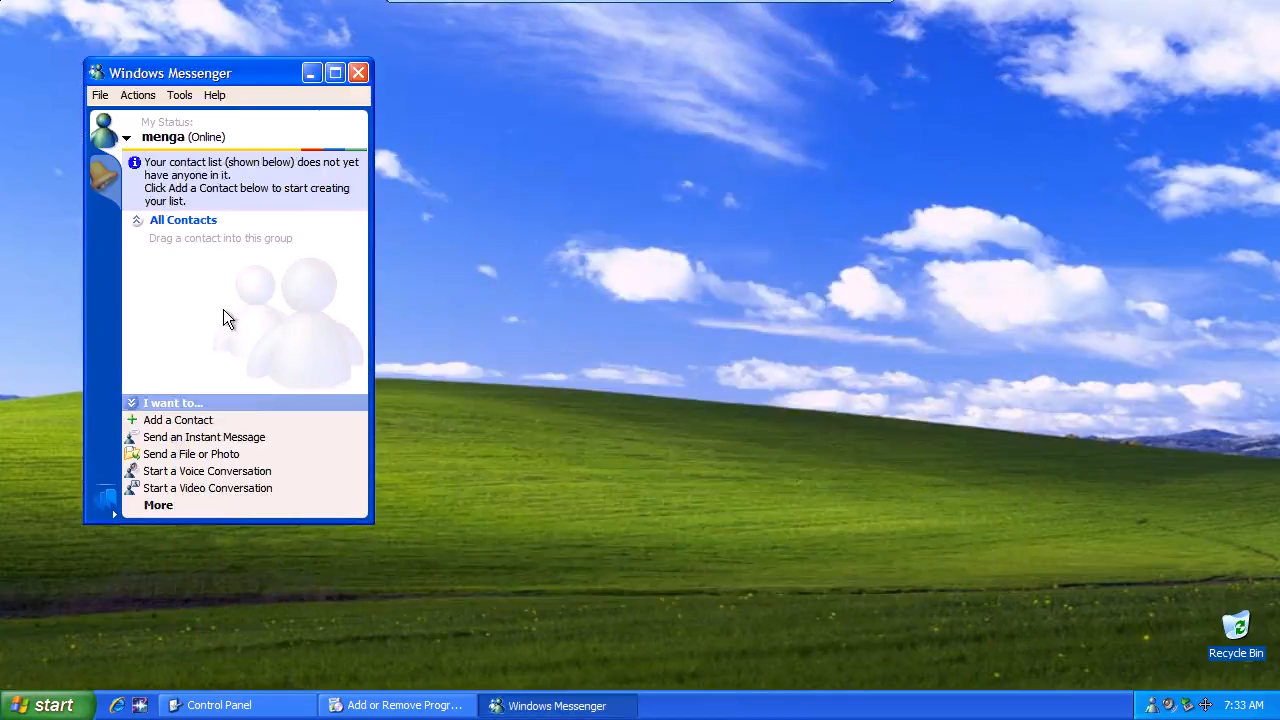 Windows Messenger
File Actions Tools Help
My Status:
menga (Online)
Your contact list (shown below) does not yet
have anyone in it.
Click Add a Contact below to start creating
your list.
All Contacts
Drag a contact into this group
I want to...
Add a Contact
Send an Instant Message
Send a File or Photo
Start a Voice Conversation
Start a Video Conversation
More
Recycle Bin
start Control Panel Add or Remove Progr... Windows Messenger 7:33 AM